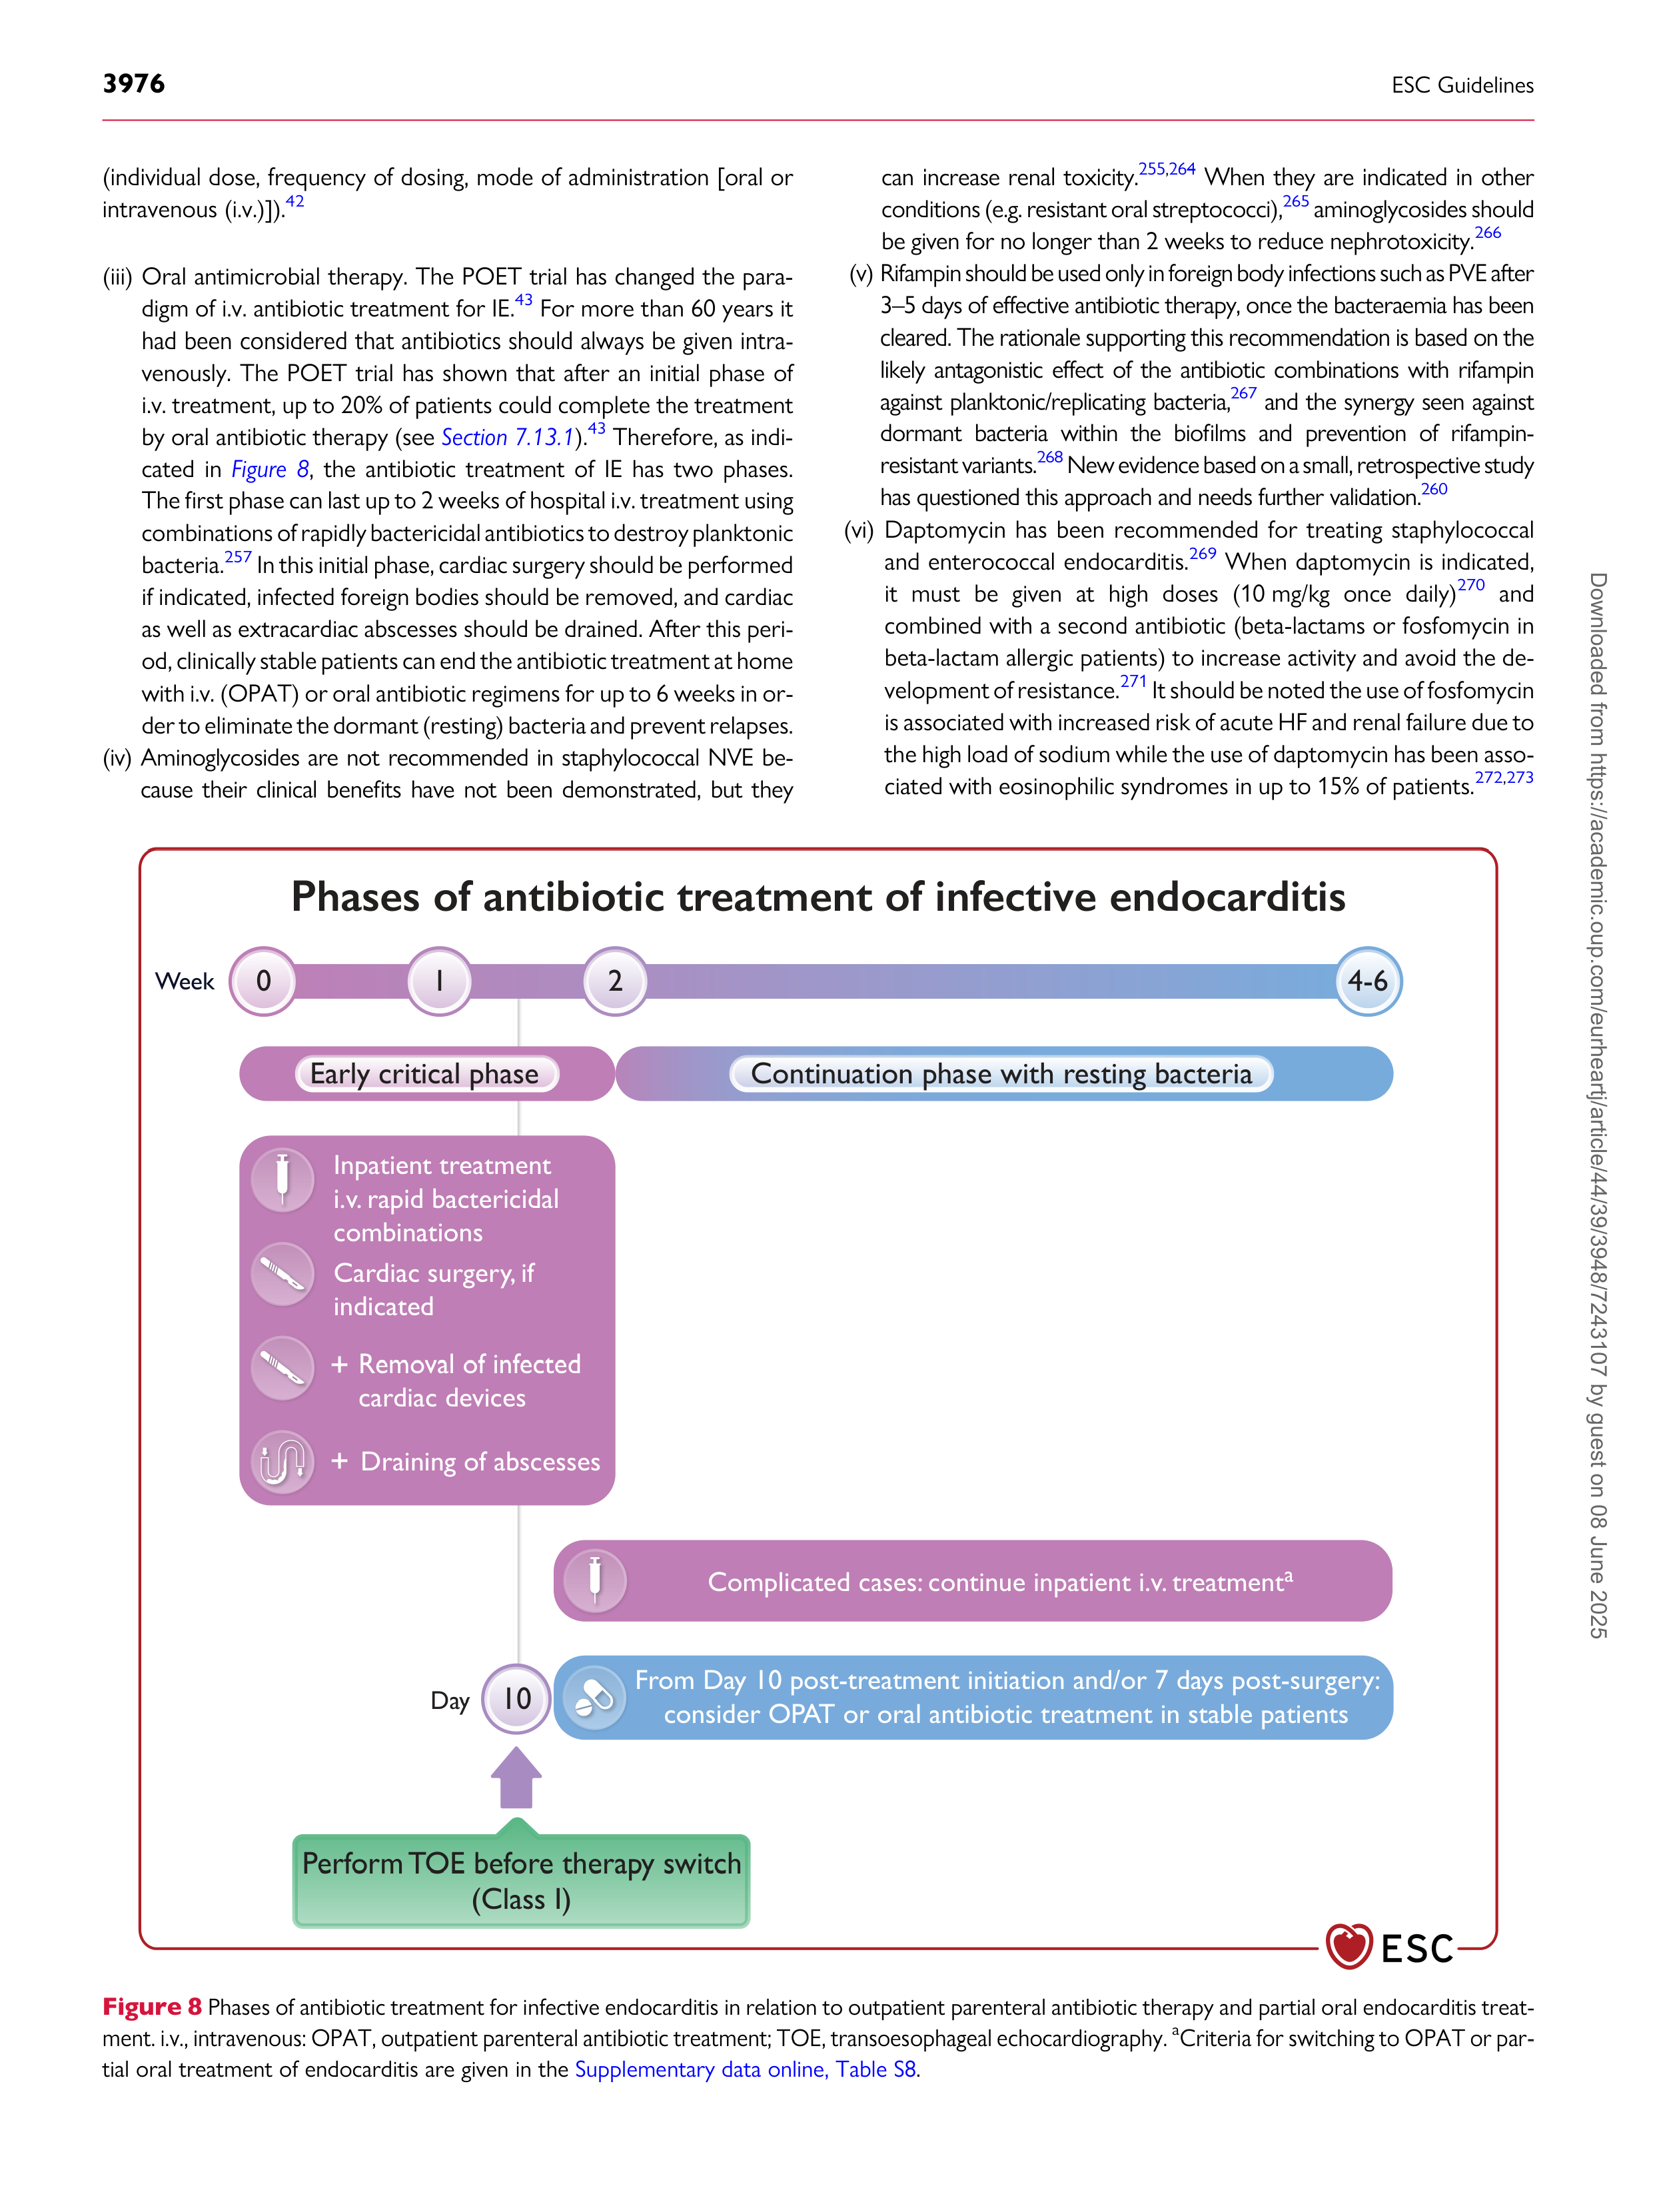 3976
ESC Guidelines
(individual dose, frequency of dosing, mode of administration [oral or
intravenous (i.v.)]).42
(iii) Oral antimicrobial therapy. The POET trial has changed the para-
digm of i.v. antibiotic treatment for IE.43 For more than 60 years it
had been considered that antibiotics should always be given intra-
venously. The POET trial has shown that after an initial phase of
i.v. treatment, up to 20% of patients could complete the treatment
by oral antibiotic therapy (see Section 7.13.1).43 Therefore, as indi-
cated in Figure 8, the antibiotic treatment of IE has two phases.
The first phase can last up to 2 weeks of hospital i.v. treatment using
combinations of rapidly bactericidal antibiotics to destroy planktonic
bacteria.257 In this initial phase, cardiac surgery should be performed
if indicated, infected foreign bodies should be removed, and cardiac
as well as extracardiac abscesses should be drained. After this peri-
od, clinically stable patients can end the antibiotic treatment at home
with i.v. (OPAT) or oral antibiotic regimens for up to 6 weeks in or-
der to eliminate the dormant (resting) bacteria and prevent relapses.
(iv) Aminoglycosides are not recommended in staphylococcal NVE be-
cause their clinical benefits have not been demonstrated, but they
can increase renal toxicity.255,264 When they are indicated in other
conditions (e.g. resistant oral streptococci),265 aminoglycosides should
be given for no longer than 2 weeks to reduce nephrotoxicity.266
(v) Rifampin should be used only in foreign body infections such as PVE after
3–5 days of effective antibiotic therapy, once the bacteraemia has been
cleared. The rationale supporting this recommendation is based on the
likely antagonistic effect of the antibiotic combinations with rifampin
against planktonic/replicating bacteria,267 and the synergy seen against
dormant bacteria within the biofilms and prevention of rifampin-
resistant variants.268 New evidence based on a small, retrospective study
has questioned this approach and needs further validation.260
(vi) Daptomycin has been recommended for treating staphylococcal
and enterococcal endocarditis.269 When daptomycin is indicated,
it must be given at high doses (10 mg/kg once daily)270 and
combined with a second antibiotic (beta-lactams or fosfomycin in
beta-lactam allergic patients) to increase activity and avoid the de-
velopment of resistance.271 It should be noted the use of fosfomycin
is associated with increased risk of acute HF and renal failure due to
the high load of sodium while the use of daptomycin has been asso-
ciated with eosinophilic syndromes in up to 15% of patients.272,273
Phases of antibiotic treatment of infective endocarditis
Week 0 1 2 4-6
Early critical phase
Continuation phase with resting bacteria
Inpatient treatment
i.v. rapid bactericidal
combinations
Cardiac surgery, if
indicated
+ Removal of infected
cardiac devices
+ Draining of abscesses
Complicated cases: continue inpatient i.v. treatmenta
Day 10
From Day 10 post-treatment initiation and/or 7 days post-surgery:
consider OPAT or oral antibiotic treatment in stable patients
Perform TOE before therapy switch
(Class I)
ESC
Figure 8 Phases of antibiotic treatment for infective endocarditis in relation to outpatient parenteral antibiotic therapy and partial oral endocarditis treat-
ment. i.v., intravenous: OPAT, outpatient parenteral antibiotic treatment; TOE, transoesophageal echocardiography. aCriteria for switching to OPAT or par-
tial oral treatment of endocarditis are given in the Supplementary data online, Table S8.
Downloaded from https://academic.oup.com/eurheartj/article/44/39/3948/7243107 by guest on 08 June 2025